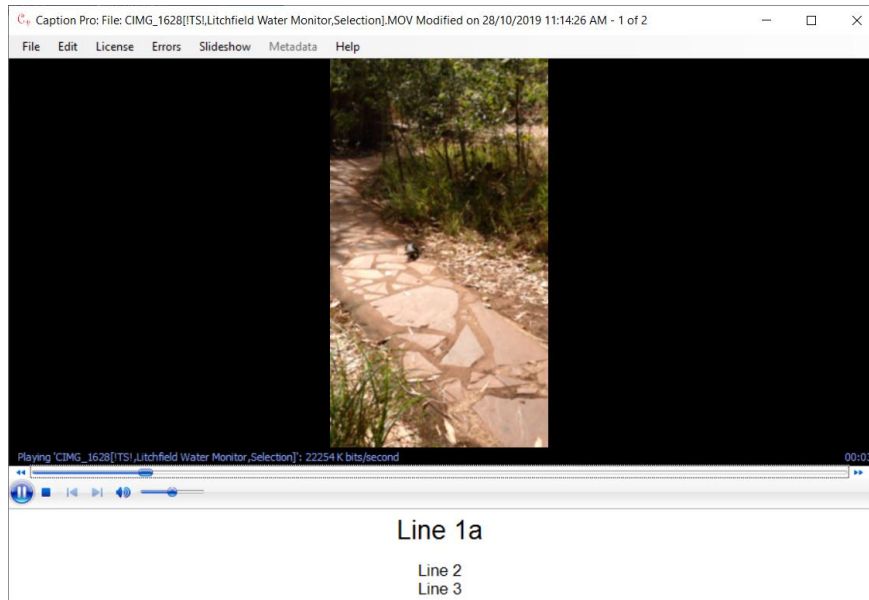 Caption Pro: File: CIMG_1628[!TS!,Litchfield Water Monitor,Selection].MOV Modified on 28/10/2019 11:14:26 AM - 1 of 2
File Edit License Errors Slideshow Metadata Help
Playing 'CIMG_1628[!TS!,Litchfield Water Monitor,Selection]': 22254 K bits/second 00:03
Line 1a
Line 2
Line 3